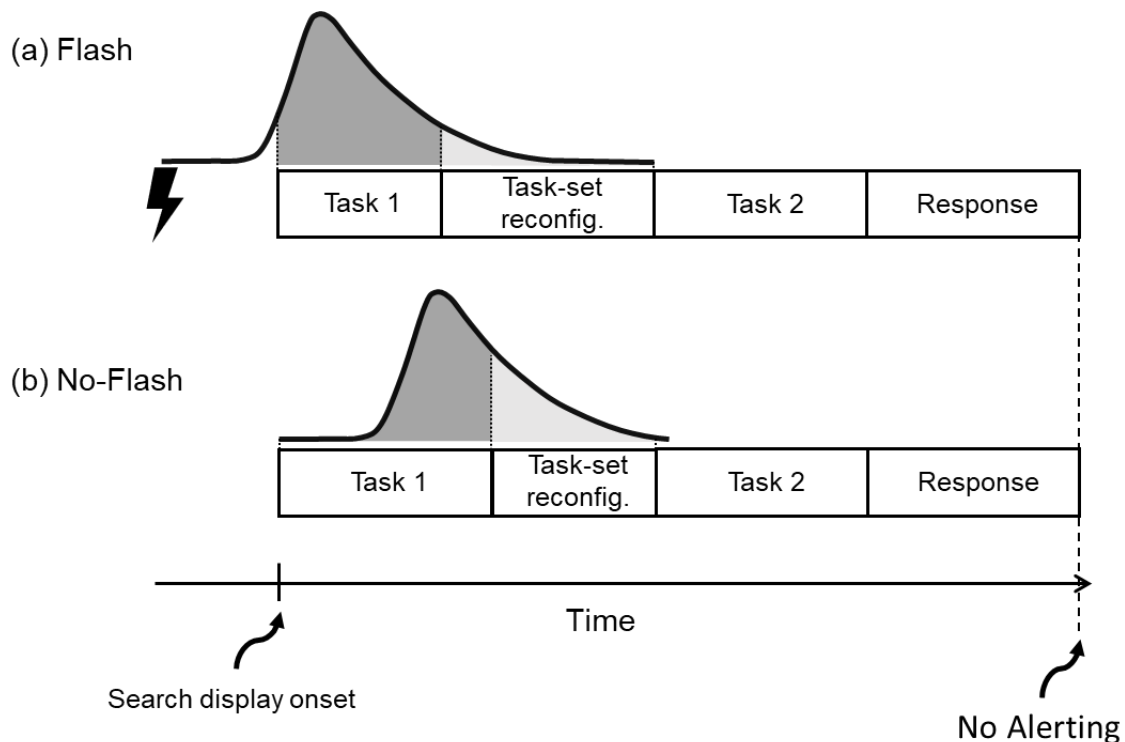 (a) Flash
Task 1
Task-set
reconfig.
Task 2
Response
(b) No-Flash
Task 1
Task-set
reconfig.
Task 2
Response
Time
Search display onset
No Alerting